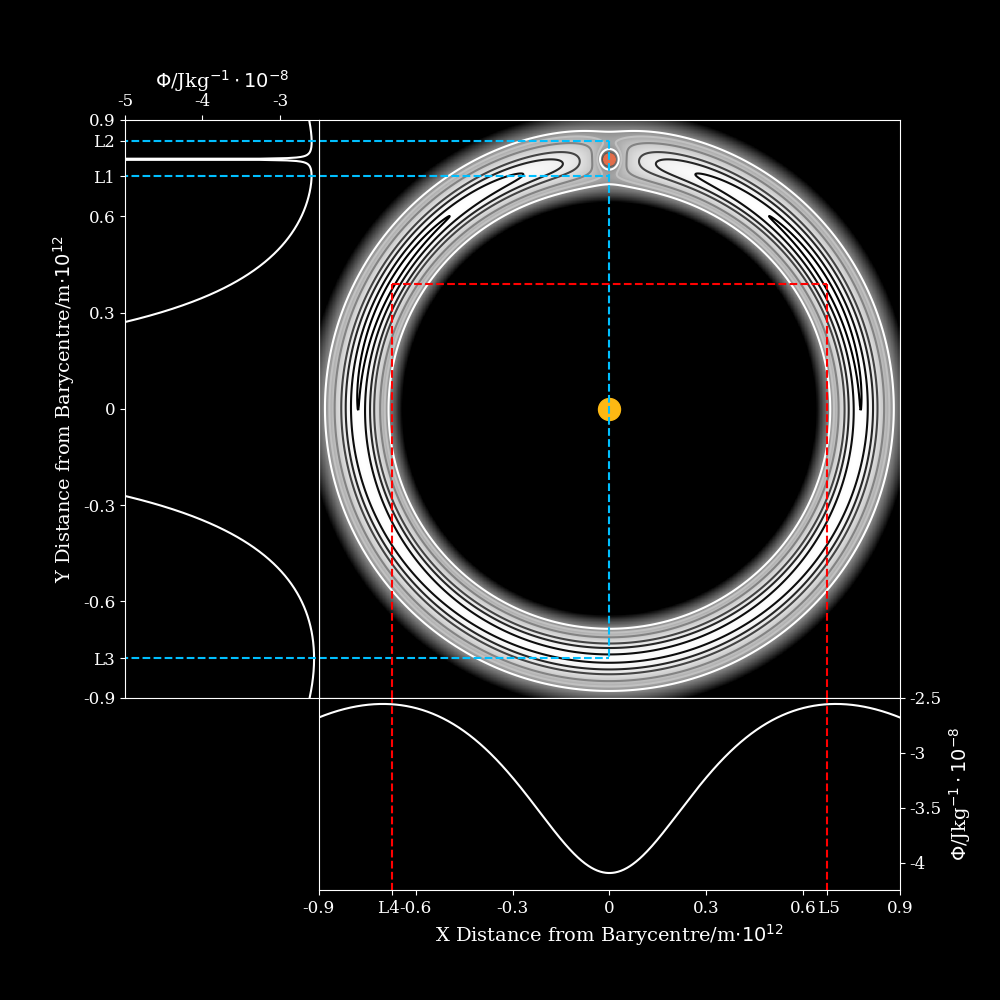 Φ/Jkg⁻¹ · 10⁻⁸
-5 -4 -3
0.9
L2
L1
0.6
0.3
0
-0.3
-0.6
L3
-0.9
Y Distance from Barycentre/m·10¹²
-2.5
-3
-3.5
-4
Φ/Jkg⁻¹ · 10⁻⁸
-0.9 L4 -0.6 -0.3 0 0.3 0.6 L5 0.9
X Distance from Barycentre/m·10¹²